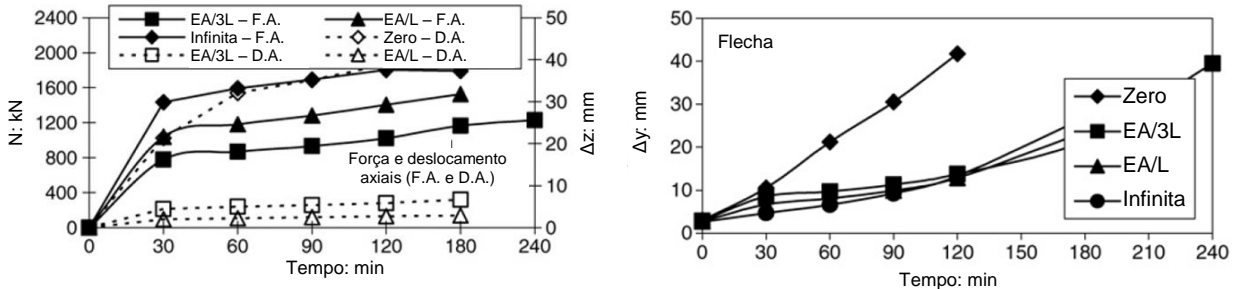 EA/3L – F.A. EA/L – F.A.
Infinita – F.A. Zero – D.A.
EA/3L – D.A. EA/L – D.A.
2400
2000
1600
1200
800
400
0
N: kN
50
40
30
20
10
0
Δz: mm
Força e deslocamento
axiais (F.A. e D.A.)
0 30 60 90 120 180 240
Tempo: min
Flecha
50
40
30
20
10
0
Δy: mm
Zero
EA/3L
EA/L
Infinita
0 30 60 90 120 150 180 210 240
Tempo: min